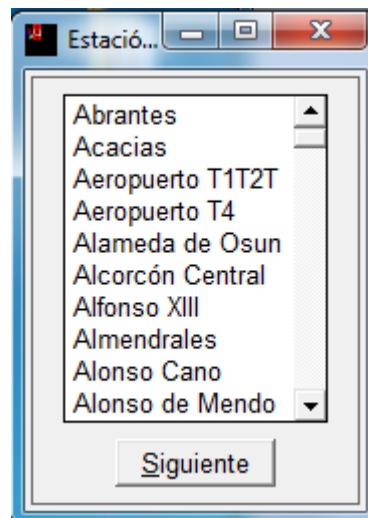 Estació...
Abrantes
Acacias
Aeropuerto T1T2T
Aeropuerto T4
Alameda de Osun
Alcorcón Central
Alfonso XIII
Almendrales
Alonso Cano
Alonso de Mendo
Siguiente